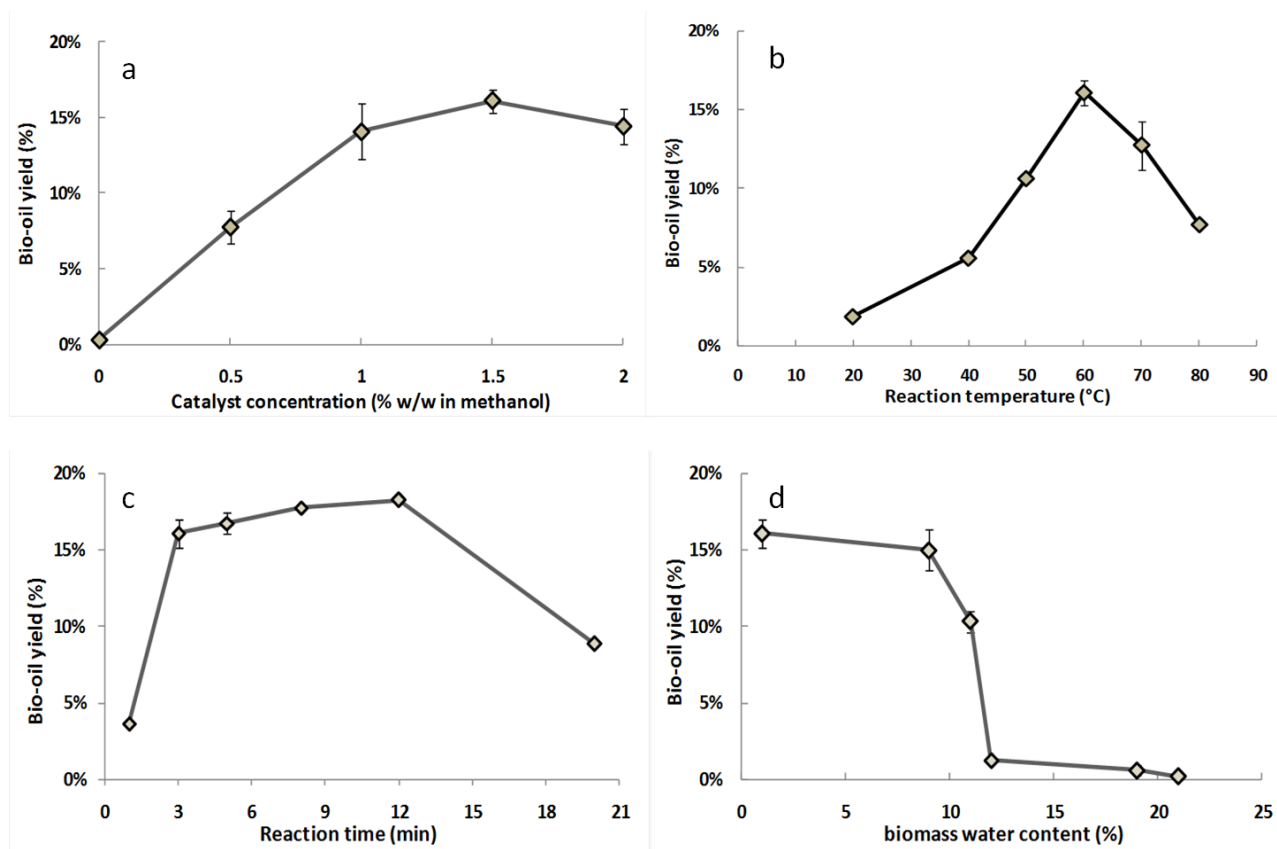 a
20%
15%
10%
5%
0%
Bio-oil yield (%)
0 0.5 1 1.5 2
Catalyst concentration (% w/w in methanol)
b
20%
15%
10%
5%
0%
Bio-oil yield (%)
0 10 20 30 40 50 60 70 80 90
Reaction temperature (°C)
c
20%
15%
10%
5%
0%
Bio-oil yield (%)
0 3 6 9 12 15 18 21
Reaction time (min)
d
20%
15%
10%
5%
0%
Bio-oil yield (%)
0 5 10 15 20 25
biomass water content (%)